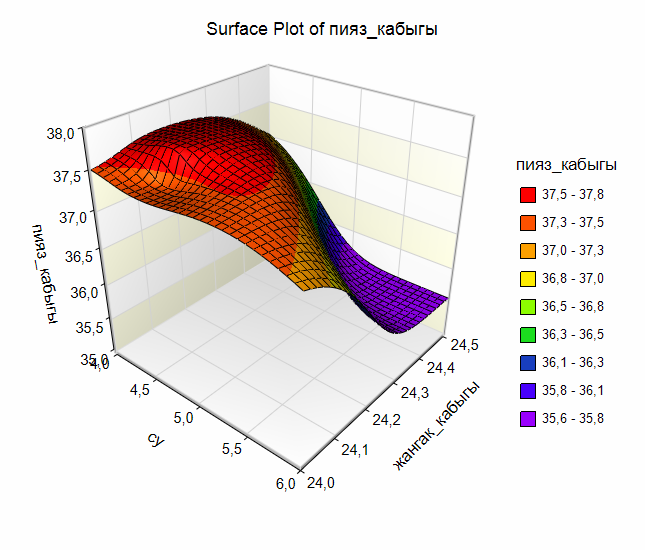 Surface Plot of пияз_кабыгы
38,0
37,5
37,0
36,5
36,0
35,5
35,0
пияз_кабыгы
4,0
4,5
5,0
5,5
6,0
су
24,0
24,1
24,2
24,3
24,4
24,5
жангак_кабыгы
пияз_кабыгы
37,5 - 37,8
37,3 - 37,5
37,0 - 37,3
36,8 - 37,0
36,5 - 36,8
36,3 - 36,5
36,1 - 36,3
35,8 - 36,1
35,6 - 35,8